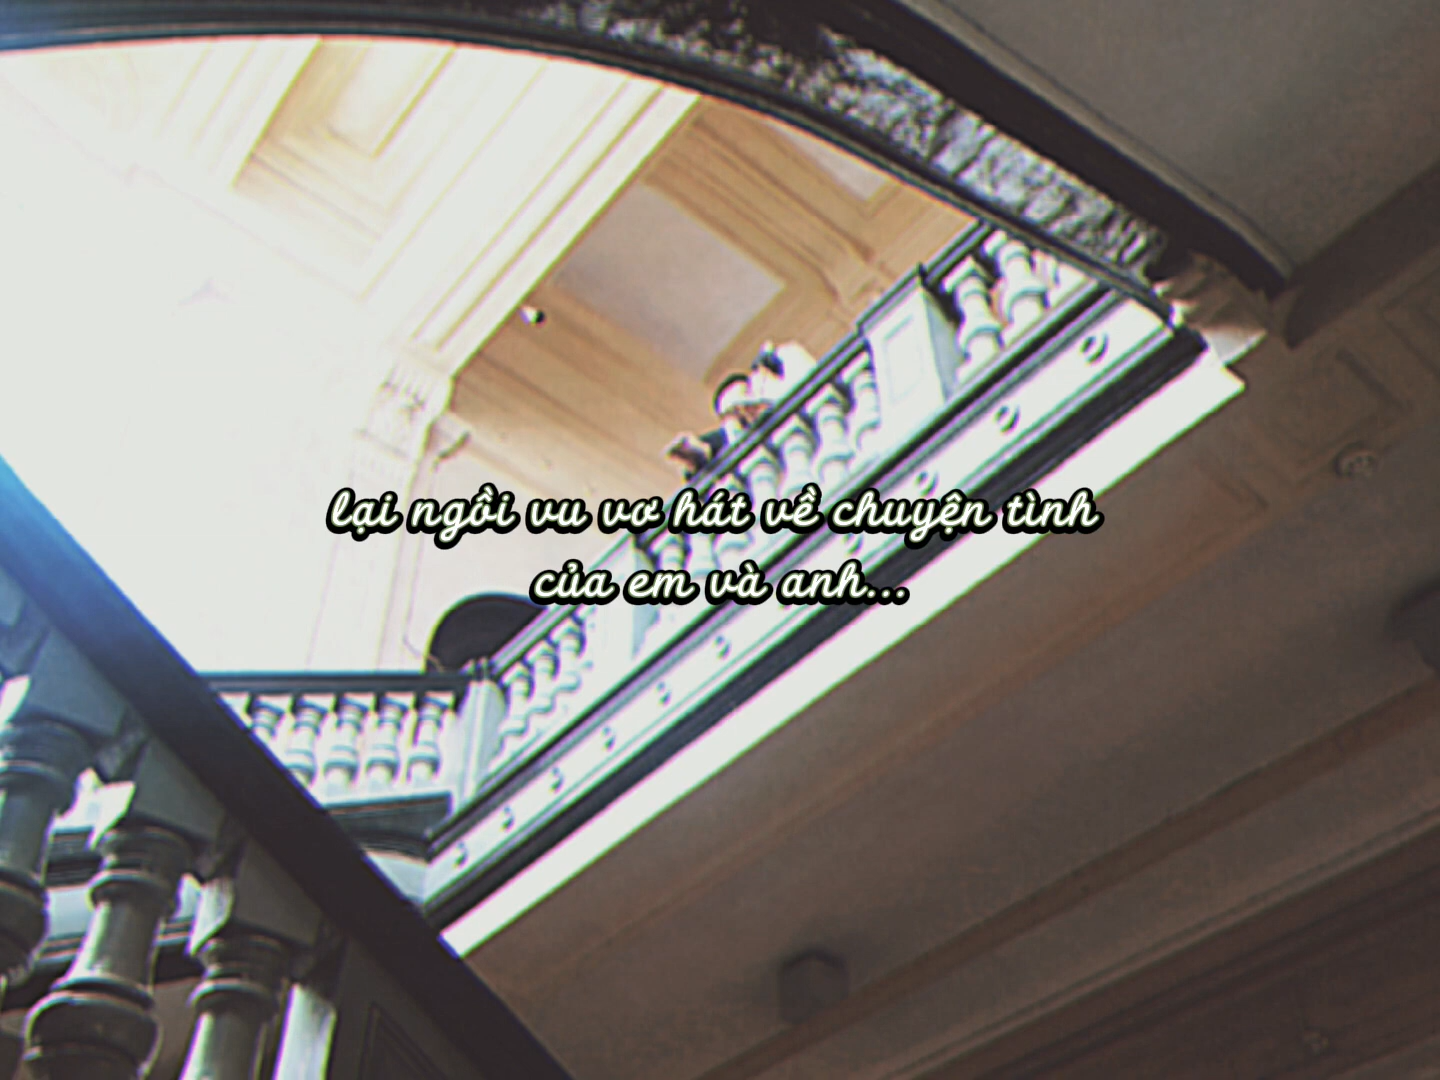 lại ngồi vu vơ hát về chuyện tình
của em và anh...